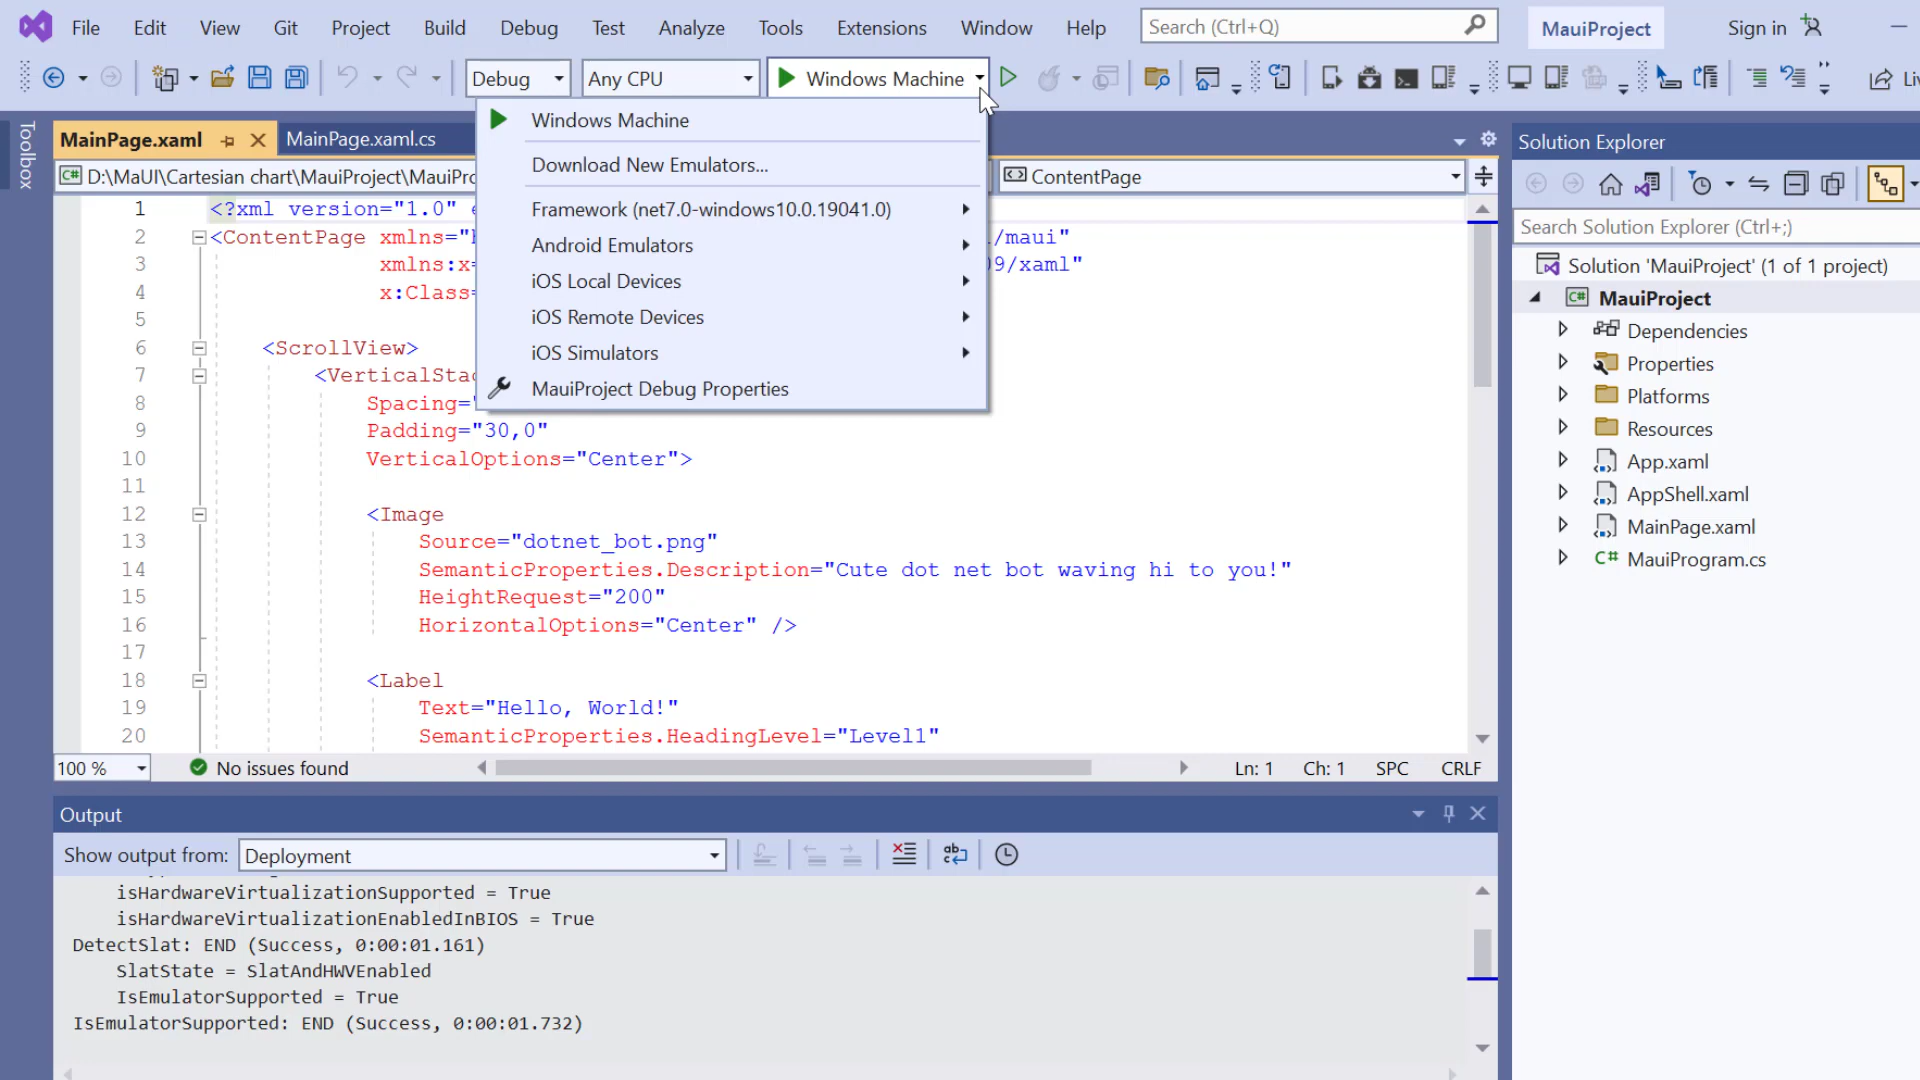 File Edit View Git Project Build Debug Test Analyze Tools Extensions Window Help Search (Ctrl+Q) MauiProject Sign in
Debug Any CPU Windows Machine
Toolbox
MainPage.xaml MainPage.xaml.cs
D:\MaUI\Cartesian chart\MauiProject\MauiPro ContentPage
Windows Machine
Download New Emulators...
Framework (net7.0-windows10.0.19041.0)
Android Emulators
iOS Local Devices
iOS Remote Devices
iOS Simulators
MauiProject Debug Properties
1 <?xml version="1.0"
2 <ContentPage xmlns=" /maui"
3 xmlns:x= 09/xaml"
4 x:Class=
5
6 <ScrollView>
7 <VerticalStac
8 Spacing="
9 Padding="30,0"
10 VerticalOptions="Center">
11
12 <Image
13 Source="dotnet_bot.png"
14 SemanticProperties.Description="Cute dot net bot waving hi to you!"
15 HeightRequest="200"
16 HorizontalOptions="Center" />
17
18 <Label
19 Text="Hello, World!"
20 SemanticProperties.HeadingLevel="Level1"
100 % No issues found Ln: 1 Ch: 1 SPC CRLF
Output
Show output from: Deployment
isHardwareVirtualizationSupported = True
isHardwareVirtualizationEnabledInBIOS = True
DetectSlat: END (Success, 0:00:01.161)
SlatState = SlatAndHWVEnabled
IsEmulatorSupported = True
IsEmulatorSupported: END (Success, 0:00:01.732)
Solution Explorer
Search Solution Explorer (Ctrl+;)
Solution 'MauiProject' (1 of 1 project)
C# MauiProject
Dependencies
Properties
Platforms
Resources
App.xaml
AppShell.xaml
MainPage.xaml
C# MauiProgram.cs